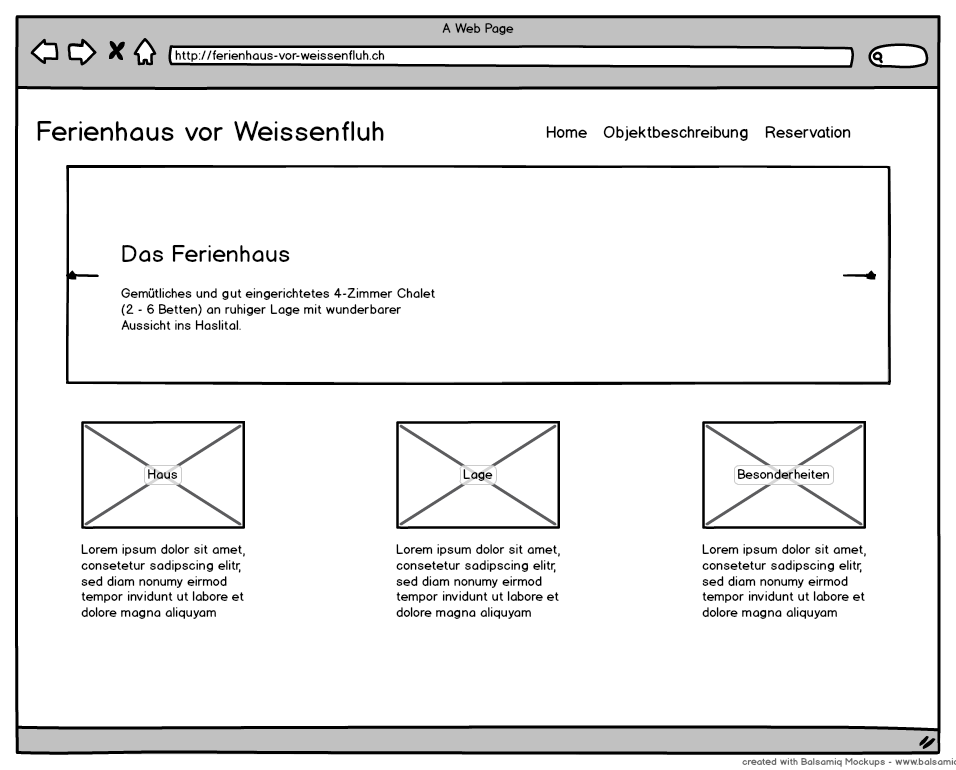 A Web Page
http://ferienhaus-vor-weissenfluh.ch
Ferienhaus vor Weissenfluh
Home Objektbeschreibung Reservation
Das Ferienhaus
Gemütliches und gut eingerichtetes 4-Zimmer Chalet
(2 - 6 Betten) an ruhiger Lage mit wunderbarer
Aussicht ins Haslital.
Haus
Lorem ipsum dolor sit amet,
consetetur sadipscing elitr,
sed diam nonumy eirmod
tempor invidunt ut labore et
dolore magna aliquyam
Lage
Lorem ipsum dolor sit amet,
consetetur sadipscing elitr,
sed diam nonumy eirmod
tempor invidunt ut labore et
dolore magna aliquyam
Besonderheiten
Lorem ipsum dolor sit amet,
consetetur sadipscing elitr,
sed diam nonumy eirmod
tempor invidunt ut labore et
dolore magna aliquyam
created with Balsamiq Mockups - www.balsamiq